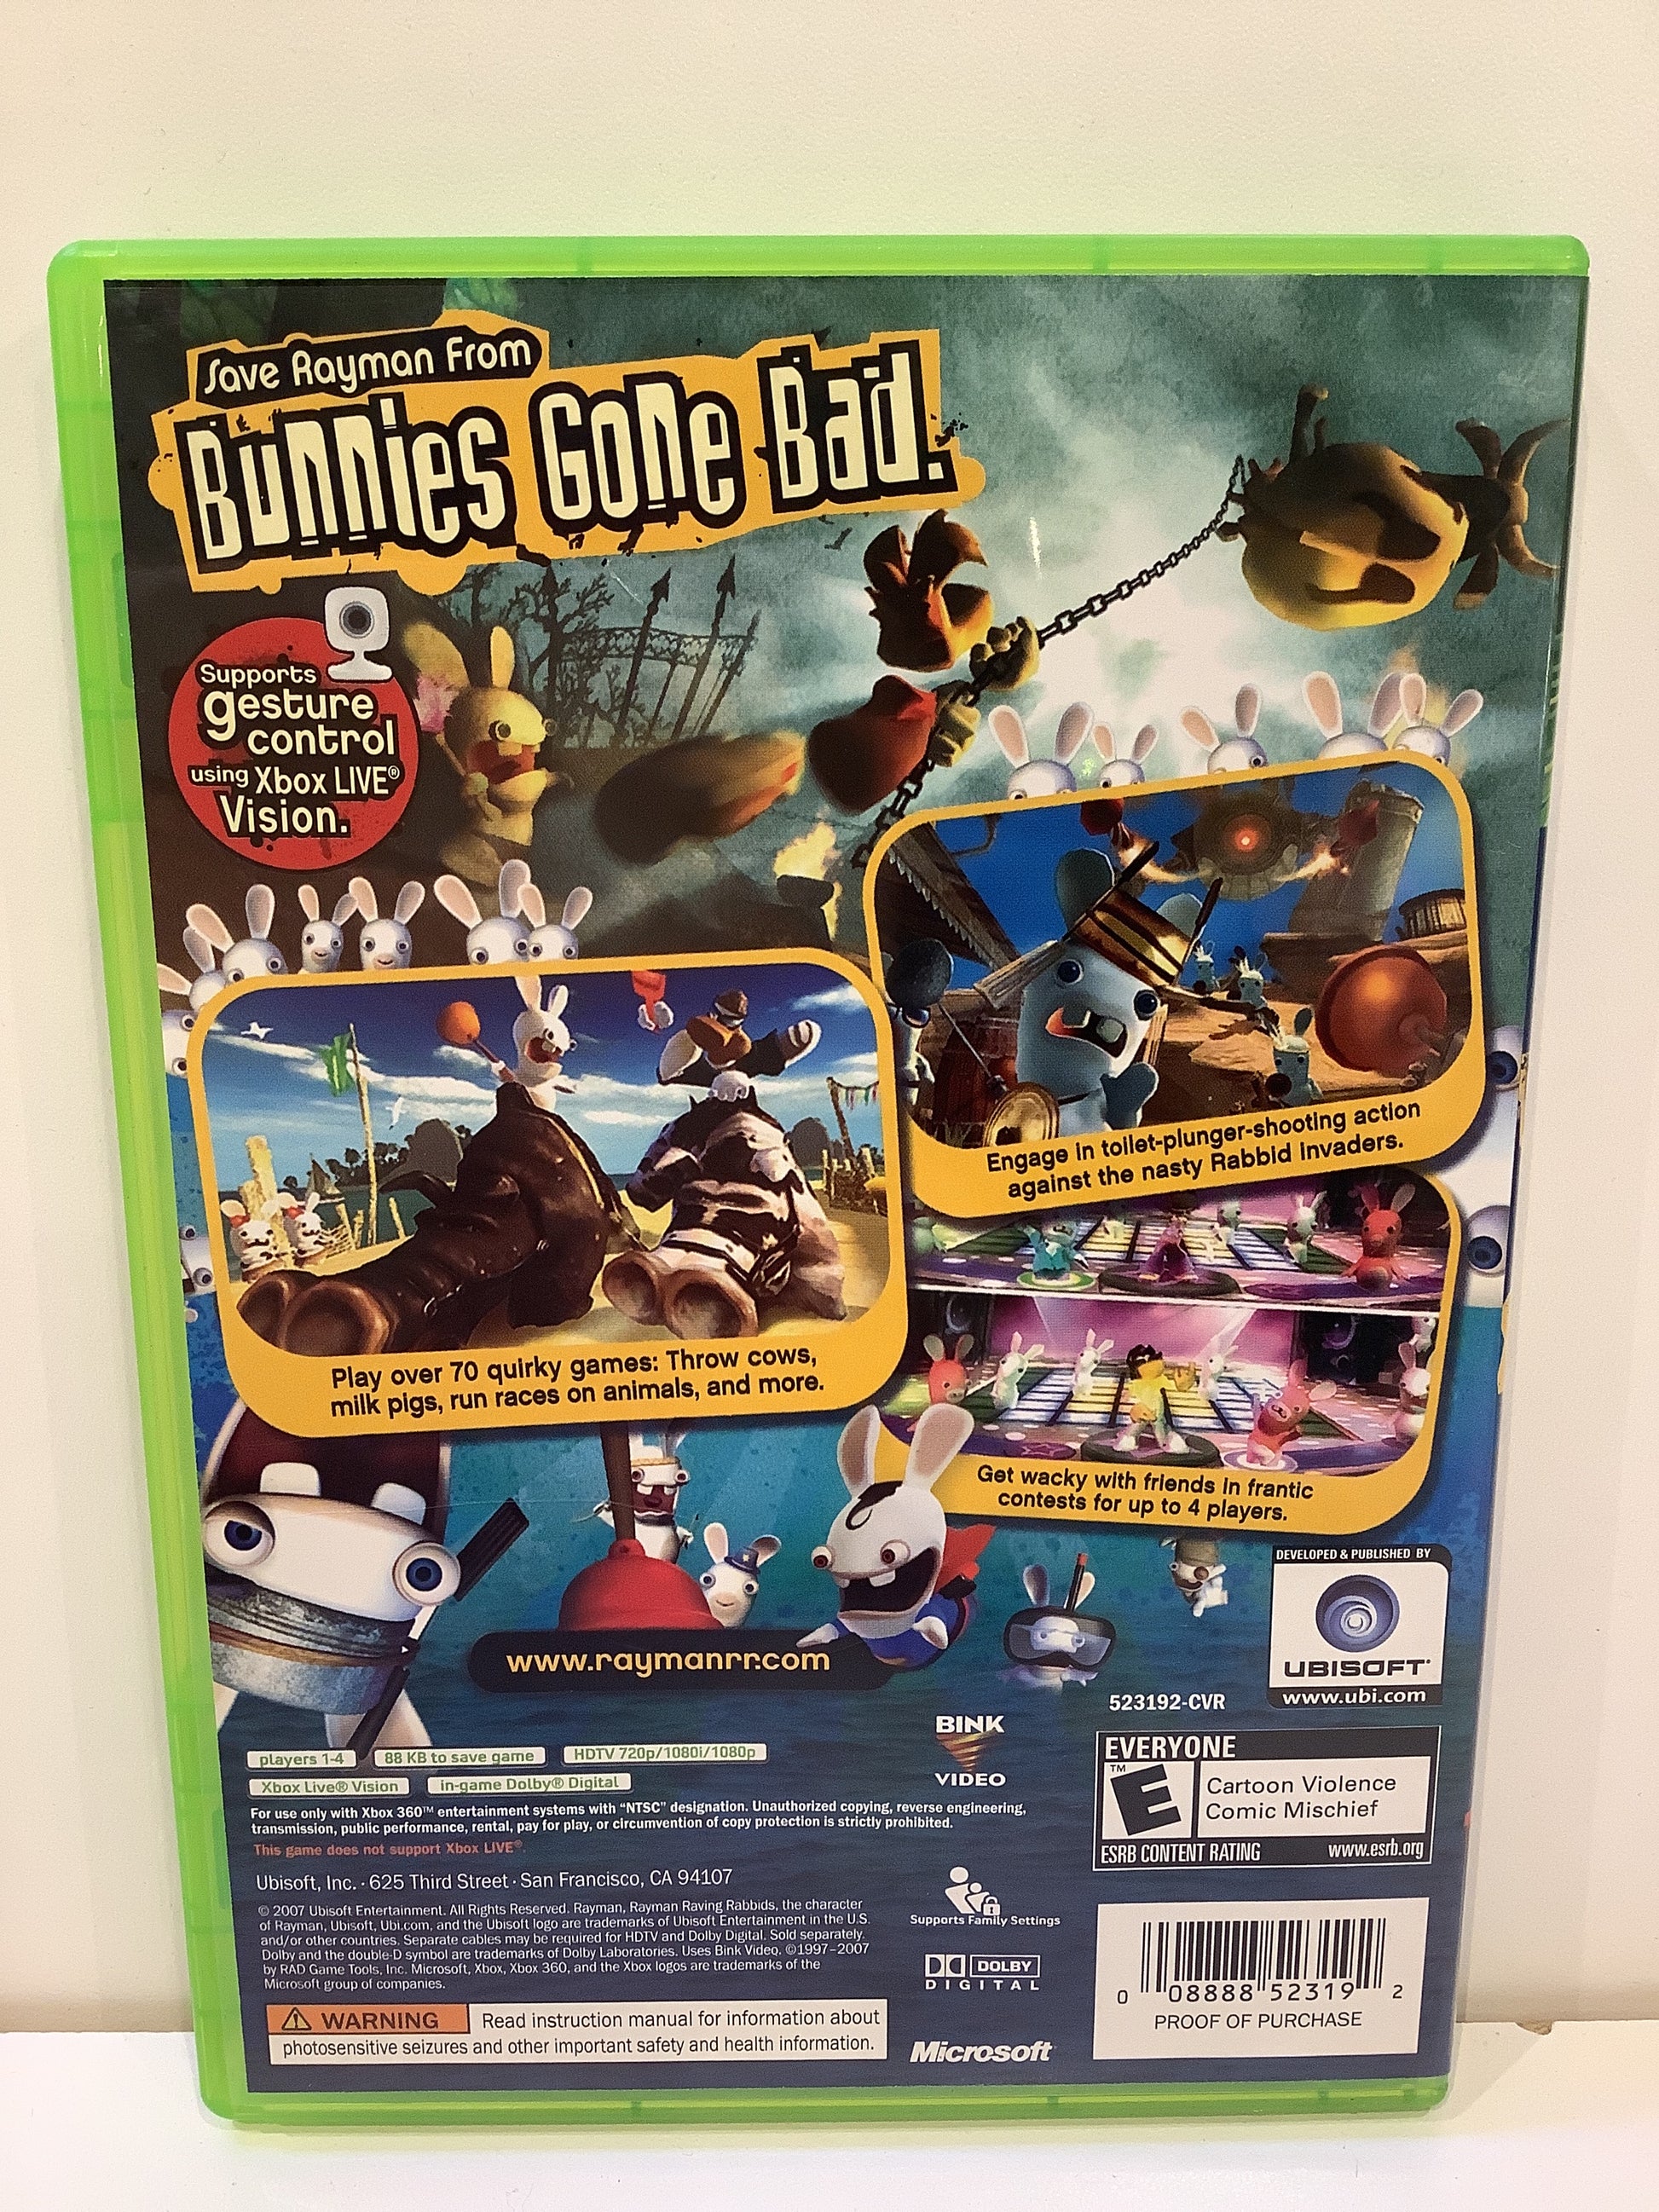 Save Rayman From
Bunnies Gone Bad.
Supports
gesture
control
using Xbox LIVE®
Vision.
Engage in toilet-plunger-shooting action
against the nasty Rabbid invaders.
Play over 70 quirky games: Throw cows,
milk pigs, run races on animals, and more.
Get wacky with friends in frantic
contests for up to 4 players.
www.raymanrr.com
DEVELOPED & PUBLISHED BY
UBISOFT®
www.ubi.com
523192-CVR
BINK
VIDEO
players 1-4
88 KB to save game
HDTV 720p/1080i/1080p
Xbox Live® Vision
in-game Dolby® Digital
For use only with Xbox 360™ entertainment systems with “NTSC” designation. Unauthorized copying, reverse engineering,
transmission, public performance, rental, pay for play, or circumvention of copy protection is strictly prohibited.
This game does not support Xbox LIVE®.
EVERYONE
™
E
Cartoon Violence
Comic Mischief
ESRB CONTENT RATING www.esrb.org
Ubisoft, Inc. · 625 Third Street · San Francisco, CA 94107
© 2007 Ubisoft Entertainment. All Rights Reserved. Rayman, Rayman Raving Rabbids, the character
of Rayman, Ubisoft, Ubi.com, and the Ubisoft logo are trademarks of Ubisoft Entertainment in the U.S.
and/or other countries. Separate cables may be required for HDTV and Dolby Digital. Sold separately.
Dolby and the double-D symbol are trademarks of Dolby Laboratories. Uses Bink Video. ©1997–2007
by RAD Game Tools, Inc. Microsoft, Xbox, Xbox 360, and the Xbox logos are trademarks of the
Microsoft group of companies.
Supports Family Settings
DOLBY
DIGITAL
Microsoft®
WARNING Read instruction manual for information about
photosensitive seizures and other important safety and health information.
0 08888 52319 2
PROOF OF PURCHASE